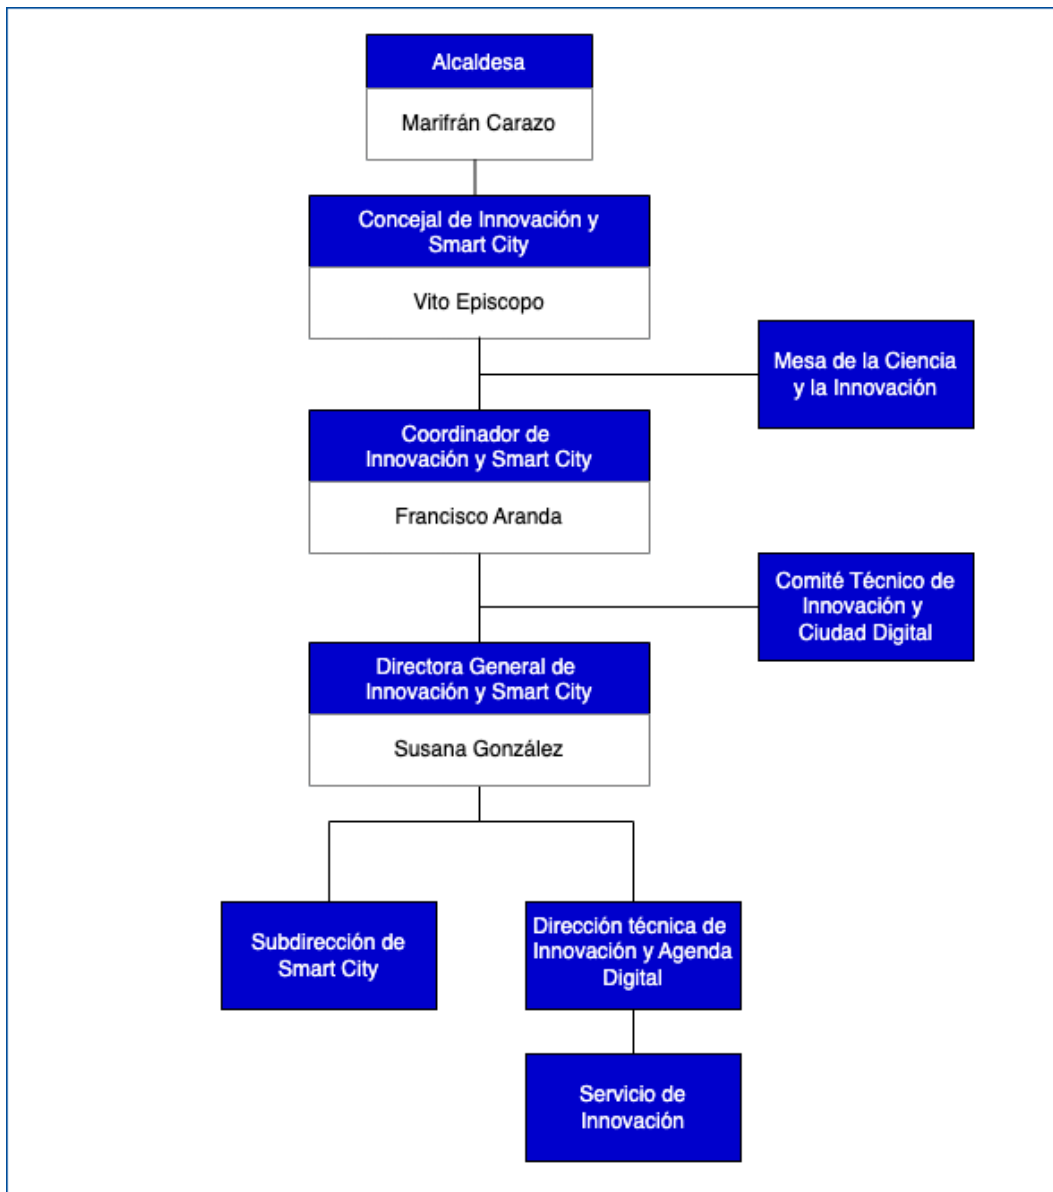 Alcaldesa
Marifrán Carazo
Concejal de Innovación y
Smart City
Vito Episcopo
Mesa de la Ciencia
y la Innovación
Coordinador de
Innovación y Smart City
Francisco Aranda
Comité Técnico de
Innovación y
Ciudad Digital
Directora General de
Innovación y Smart City
Susana González
Subdirección de
Smart City
Dirección técnica de
Innovación y Agenda
Digital
Servicio de
Innovación